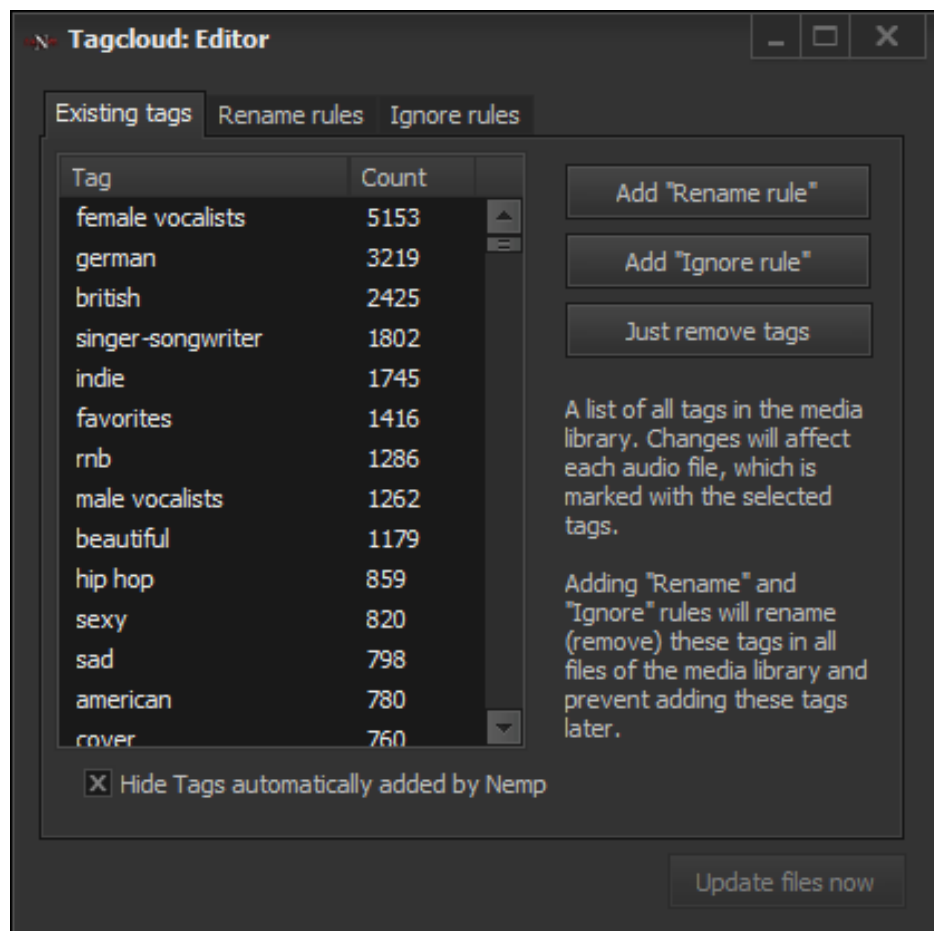 Tagcloud: Editor
Existing tags Rename rules Ignore rules
Tag Count
female vocalists 5153
german 3219
british 2425
singer-songwriter 1802
indie 1745
favorites 1416
rnb 1286
male vocalists 1262
beautiful 1179
hip hop 859
sexy 820
sad 798
american 780
cover 760
Add "Rename rule"
Add "Ignore rule"
Just remove tags
A list of all tags in the media
library. Changes will affect
each audio file, which is
marked with the selected
tags.
Adding "Rename" and
"Ignore" rules will rename
(remove) these tags in all
files of the media library and
prevent adding these tags
later.
Hide Tags automatically added by Nemp
Update files now